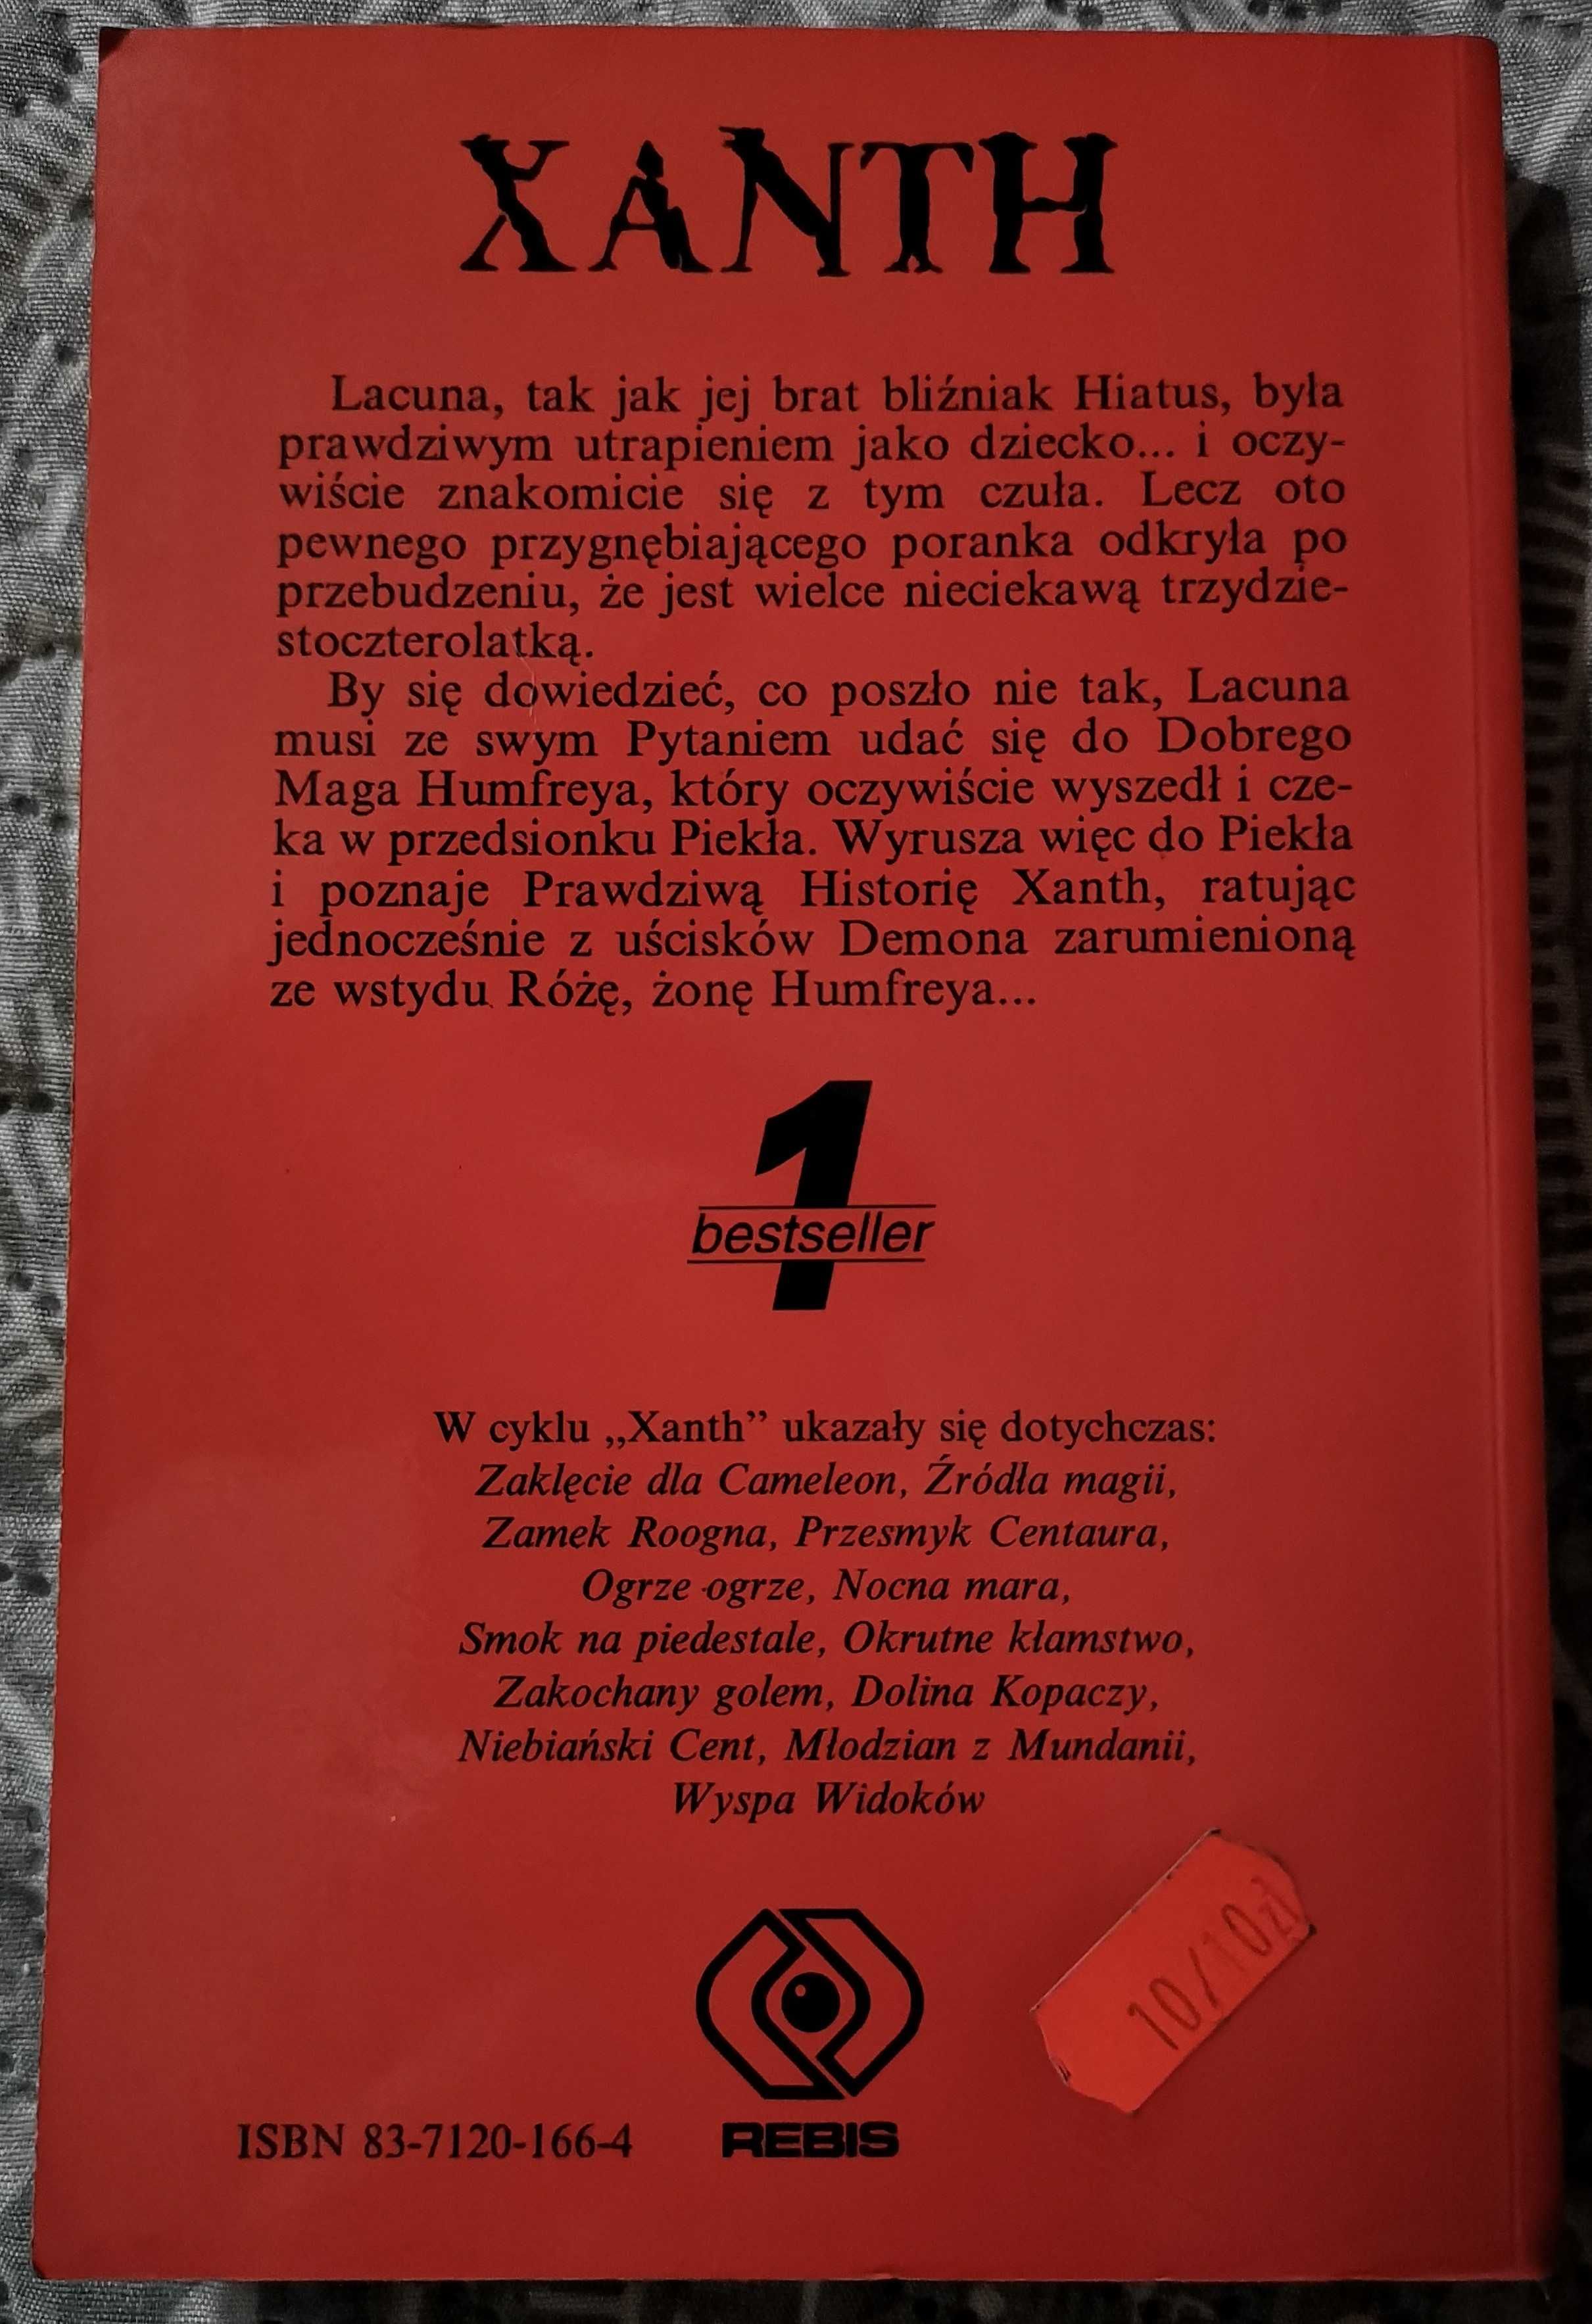 XANTH
Lacuna, tak jak jej brat bliźniak Hiatus, była
prawdziwym utrapieniem jako dziecko... i oczy-
wiście znakomicie się z tym czuła. Lecz oto
pewnego przygnębiającego poranka odkryła po
przebudzeniu, że jest wielce nieciekawą trzydzie-
stoczterolatką.
By się dowiedzieć, co poszło nie tak, Lacuna
musi ze swym Pytaniem udać się do Dobrego
Maga Humfreya, który oczywiście wyszedł i cze-
ka w przedsionku Piekła. Wyrusza więc do Piekła
i poznaje Prawdziwą Historię Xanth, ratując
jednocześnie z uścisków Demona zarumienioną
ze wstydu Różę, żonę Humfreya...
1
bestseller
W cyklu „Xanth” ukazały się dotychczas:
Zaklęcie dla Cameleon, Źródła magii,
Zamek Roogna, Przesmyk Centaura,
Ogrze ogrze, Nocna mara,
Smok na piedestale, Okrutne kłamstwo,
Zakochany golem, Dolina Kopaczy,
Niebiański Cent, Młodzian z Mundanii,
Wyspa Widoków
10/10zł
ISBN 83-7120-166-4
REBIS